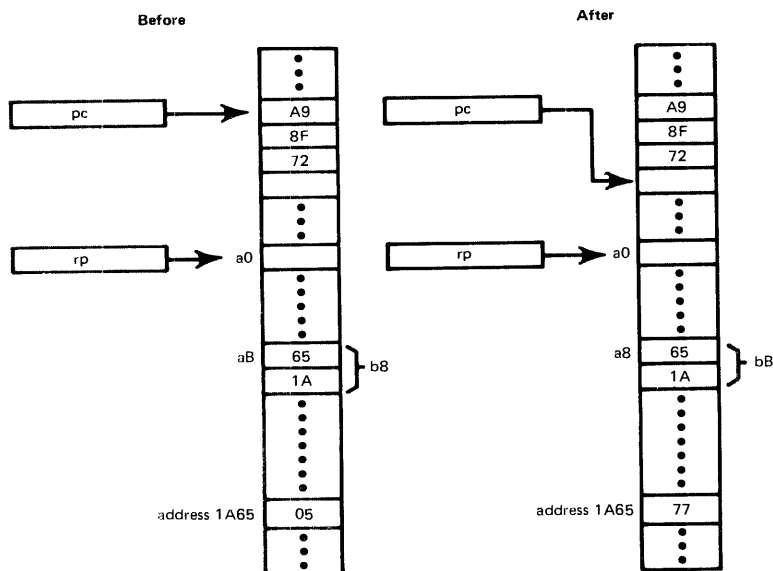 Before
pc
A9
8F
72
rp
a0
aB
65
1A
b8
address 1A65
05
After
pc
A9
8F
72
rp
a0
a8
65
1A
bB
address 1A65
77